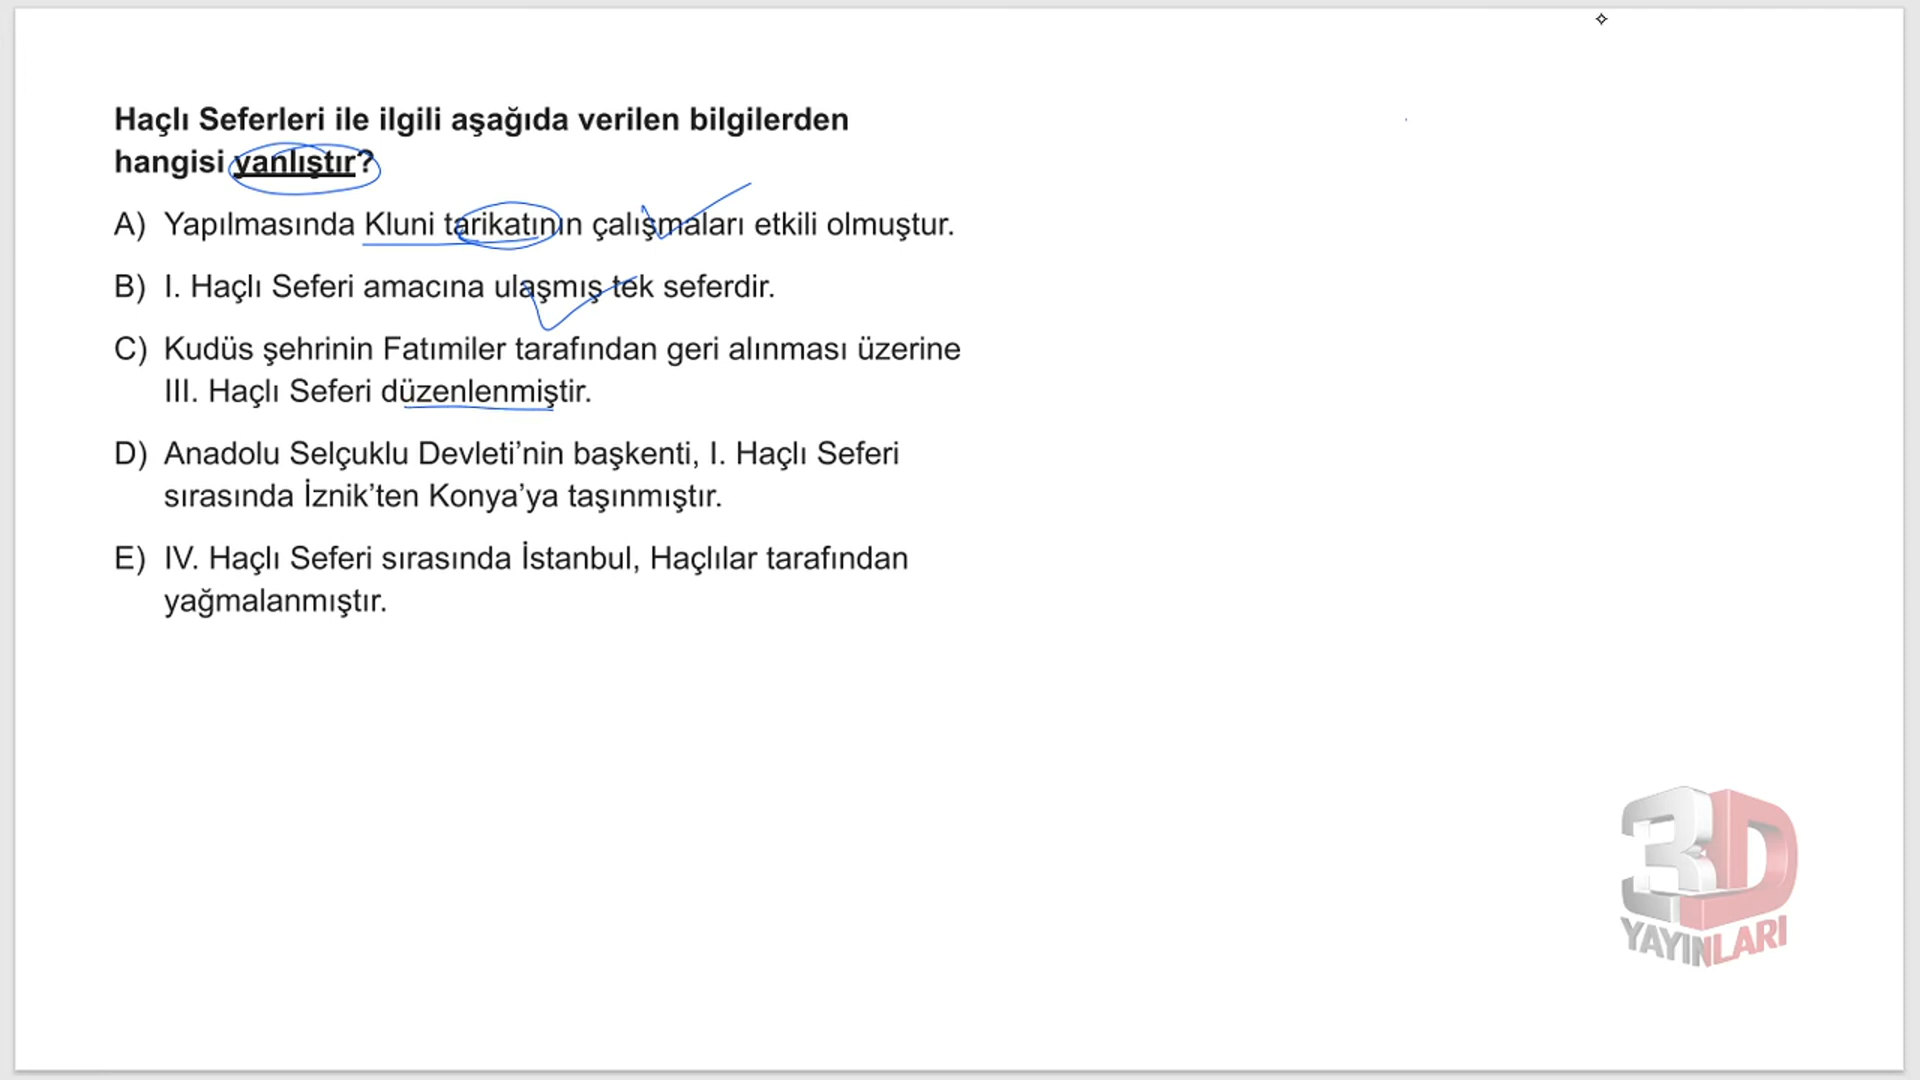 Haçlı Seferleri ile ilgili aşağıda verilen bilgilerden
hangisi yanlıştır?
A) Yapılmasında Kluni tarikatının çalışmaları etkili olmuştur.
B) I. Haçlı Seferi amacına ulaşmış tek seferdir.
C) Kudüs şehrinin Fatımiler tarafından geri alınması üzerine
III. Haçlı Seferi düzenlenmiştir.
D) Anadolu Selçuklu Devleti’nin başkenti, I. Haçlı Seferi
sırasında İznik’ten Konya’ya taşınmıştır.
E) IV. Haçlı Seferi sırasında İstanbul, Haçlılar tarafından
yağmalanmıştır.
3D
YAYINLARI